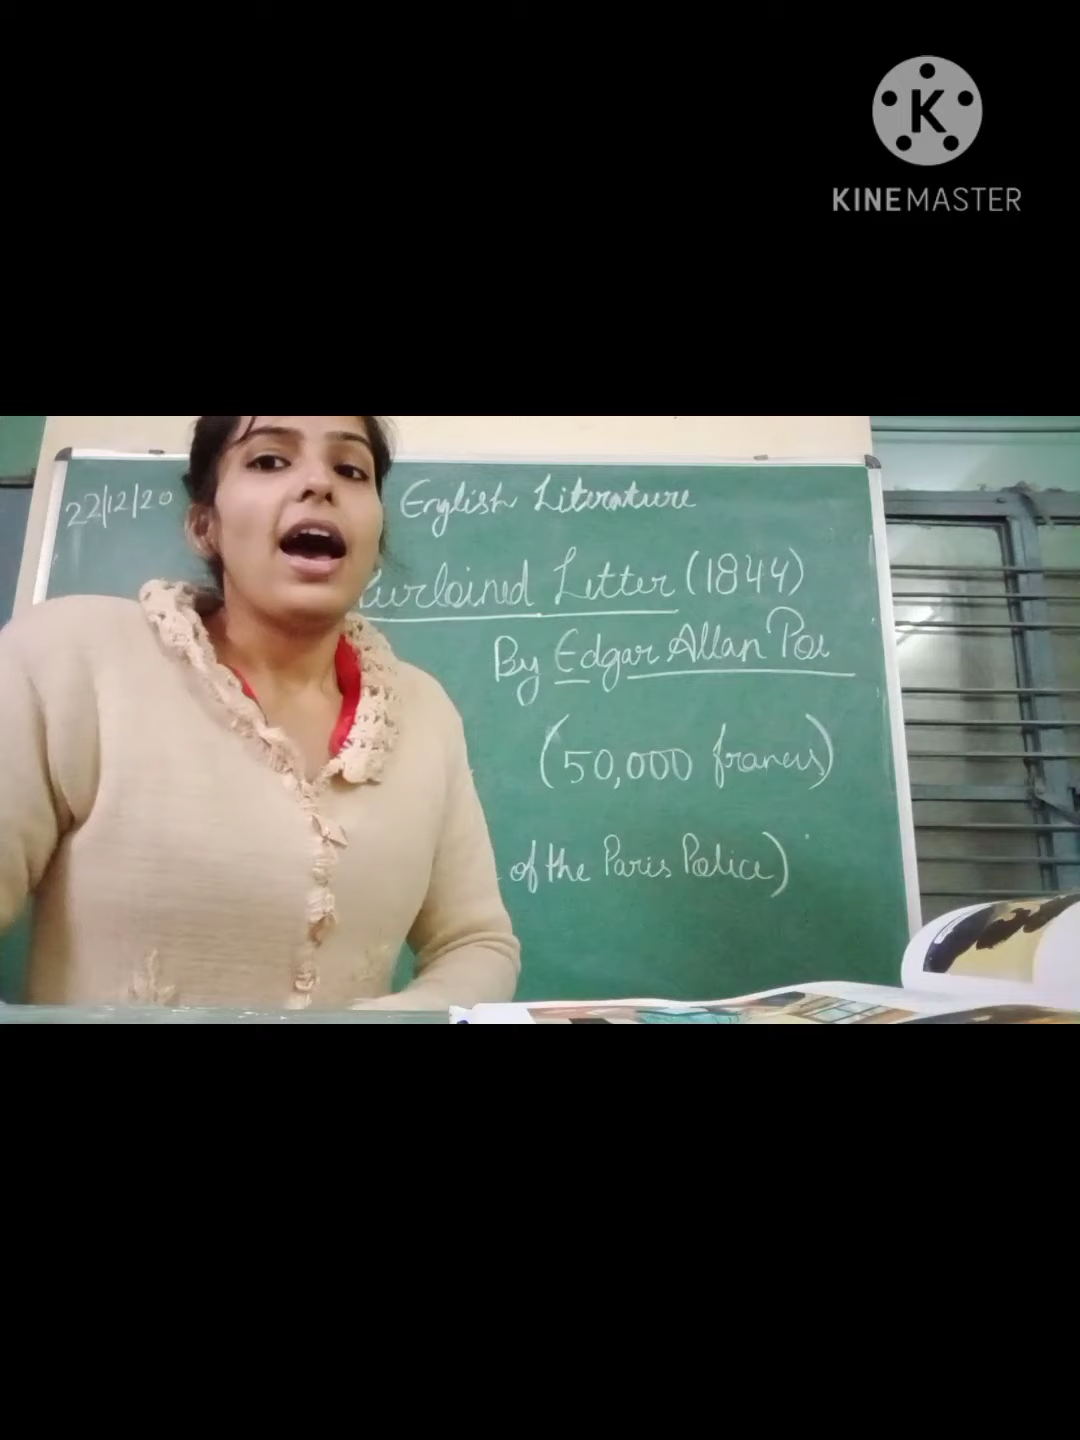 KINEMASTER
22/12/20
English Literature
Purloined Letter (1844)
By Edgar Allan Poe
(50,000 francs)
of the Paris Police)